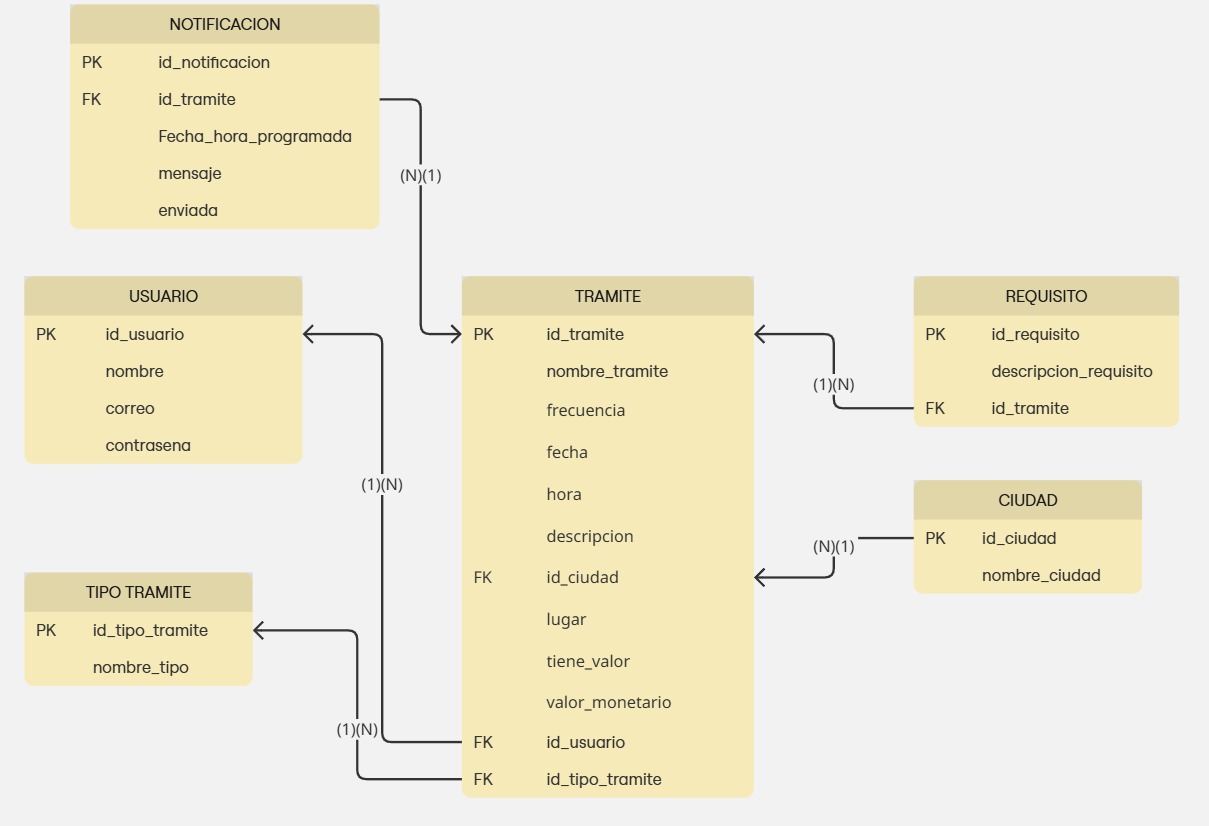 NOTIFICACION
PK id_notificacion
FK id_tramite
Fecha_hora_programada
mensaje
enviada
(N)(1)
USUARIO
PK id_usuario
nombre
correo
contrasena
(1)(N)
TIPO TRAMITE
PK id_tipo_tramite
nombre_tipo
(1)(N)
TRAMITE
PK id_tramite
nombre_tramite
frecuencia
fecha
hora
descripcion
FK id_ciudad
lugar
tiene_valor
valor_monetario
FK id_usuario
FK id_tipo_tramite
(1)(N)
REQUISITO
PK id_requisito
descripcion_requisito
FK id_tramite
(N)(1)
CIUDAD
PK id_ciudad
nombre_ciudad